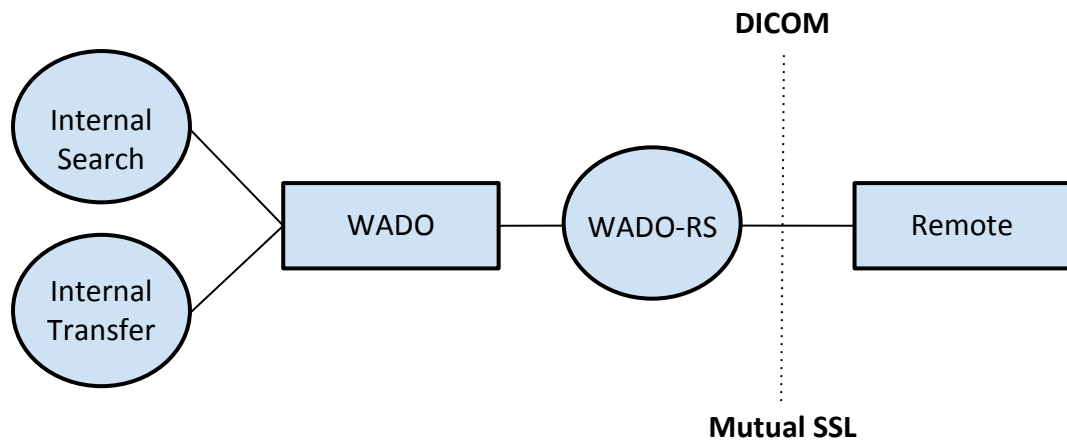 DICOM
Internal
Search
WADO
WADO-RS
Remote
Internal
Transfer
Mutual SSL